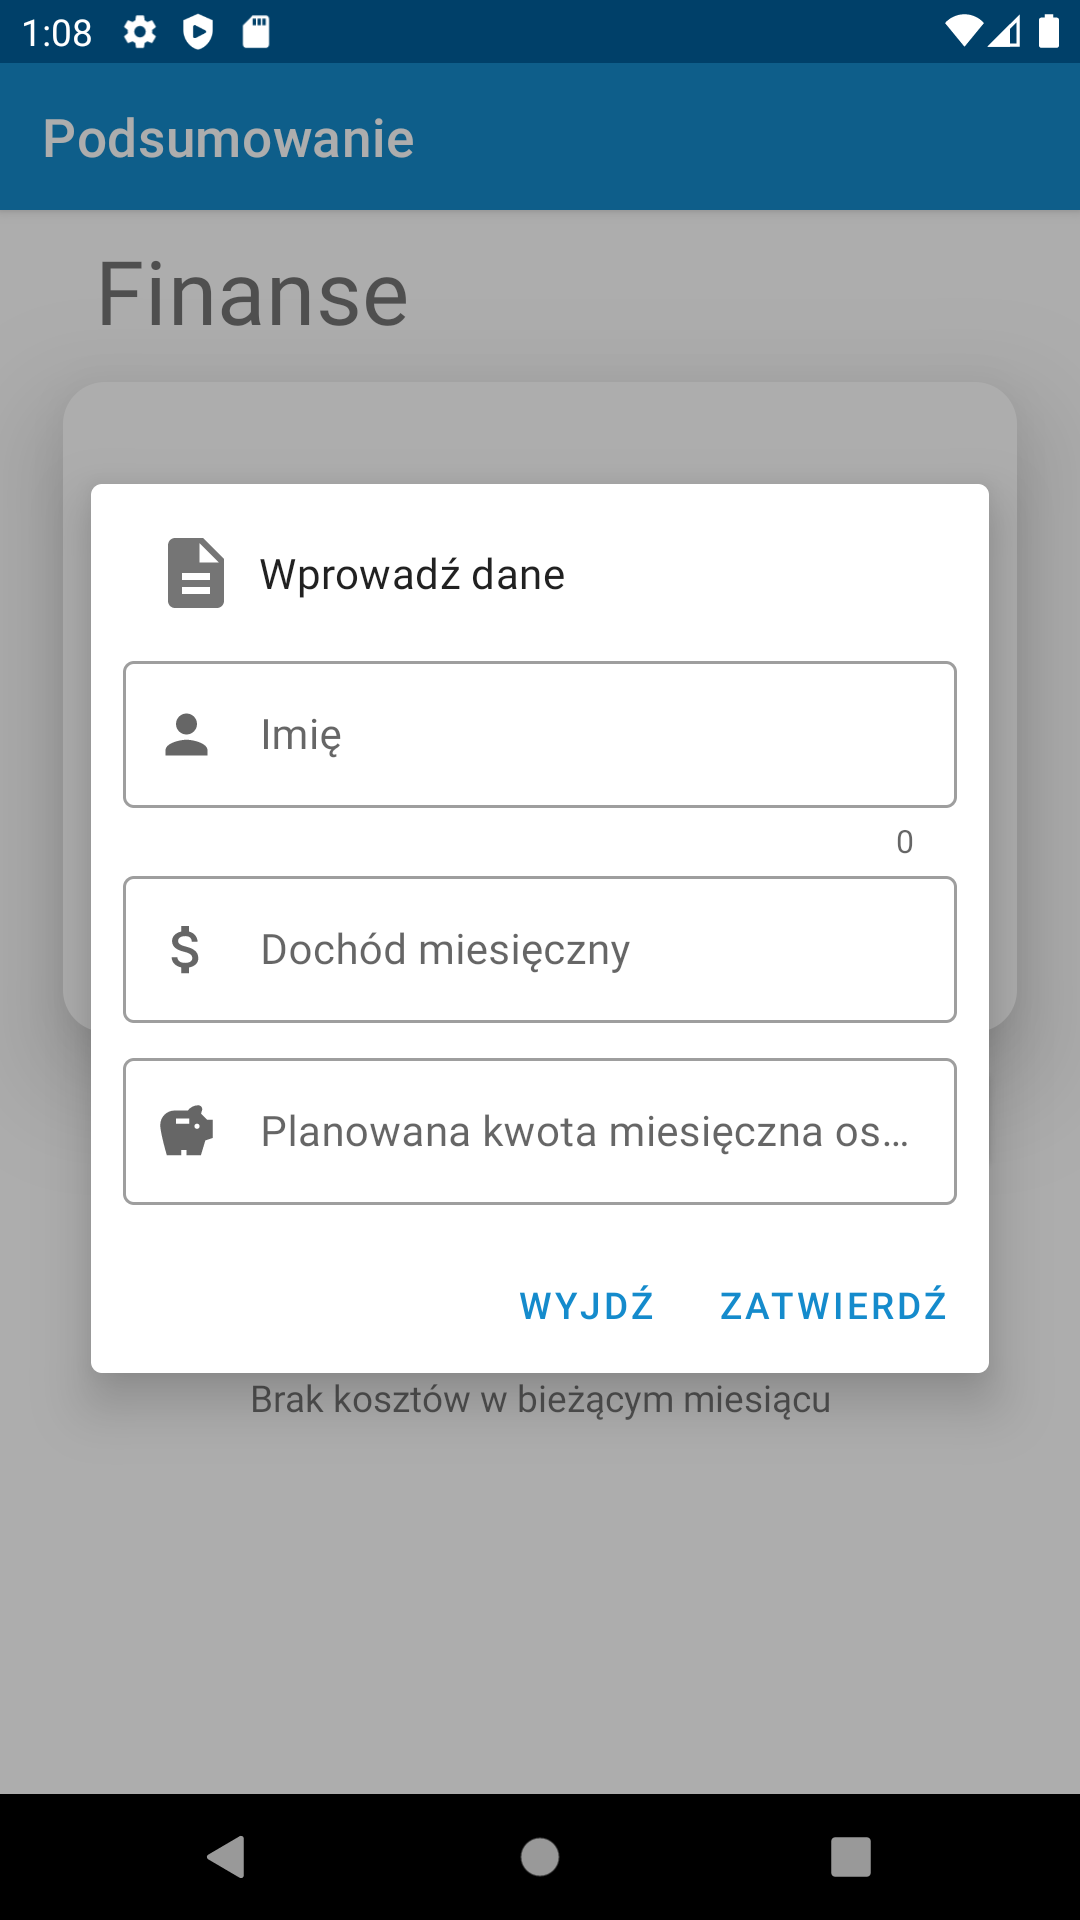 1:08
Podsumowanie
Finanse
Wprowadź dane
Imię
0
Dochód miesięczny
Planowana kwota miesięczna os…
WYJDŹ ZATWIERDŹ
Brak kosztów w bieżącym miesiącu